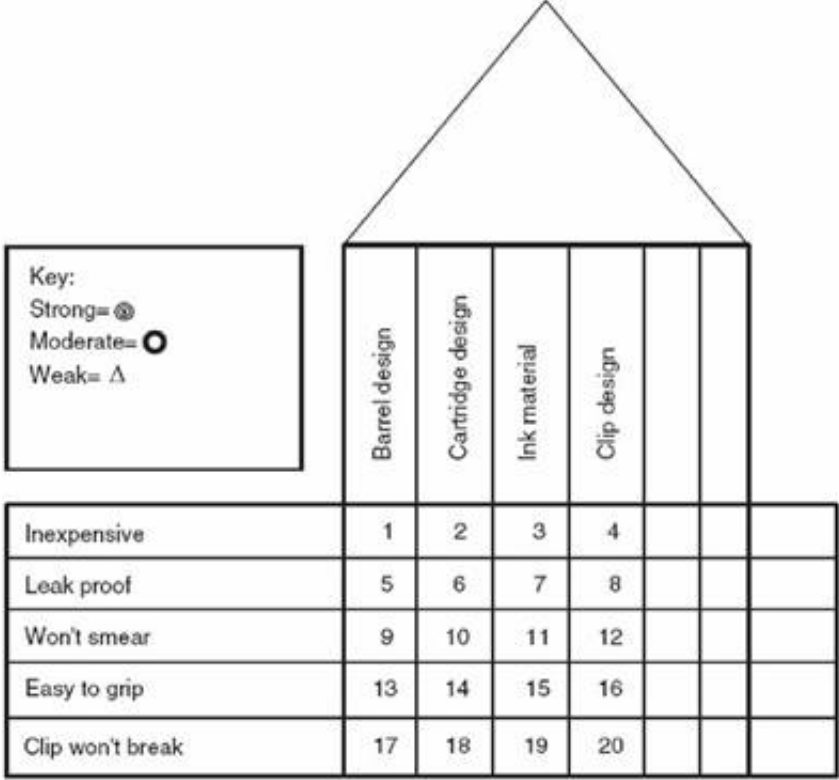 Key:
Strong= ◎
Moderate= O
Weak= Δ
Barrel design
Cartridge design
Ink material
Clip design
Inexpensive 1 2 3 4
Leak proof 5 6 7 8
Won't smear 9 10 11 12
Easy to grip 13 14 15 16
Clip won't break 17 18 19 20